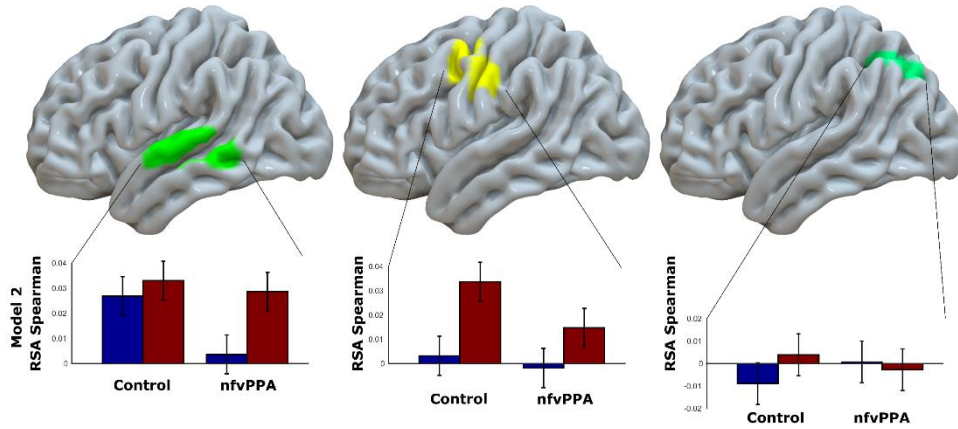 Model 2
RSA Spearman
0.04
0.03
0.02
0.01
0
Control
nfvPPA
RSA Spearman
0.04
0.03
0.02
0.01
0
Control
nfvPPA
RSA Spearman
0.02
0.01
0
-0.01
-0.02
Control
nfvPPA